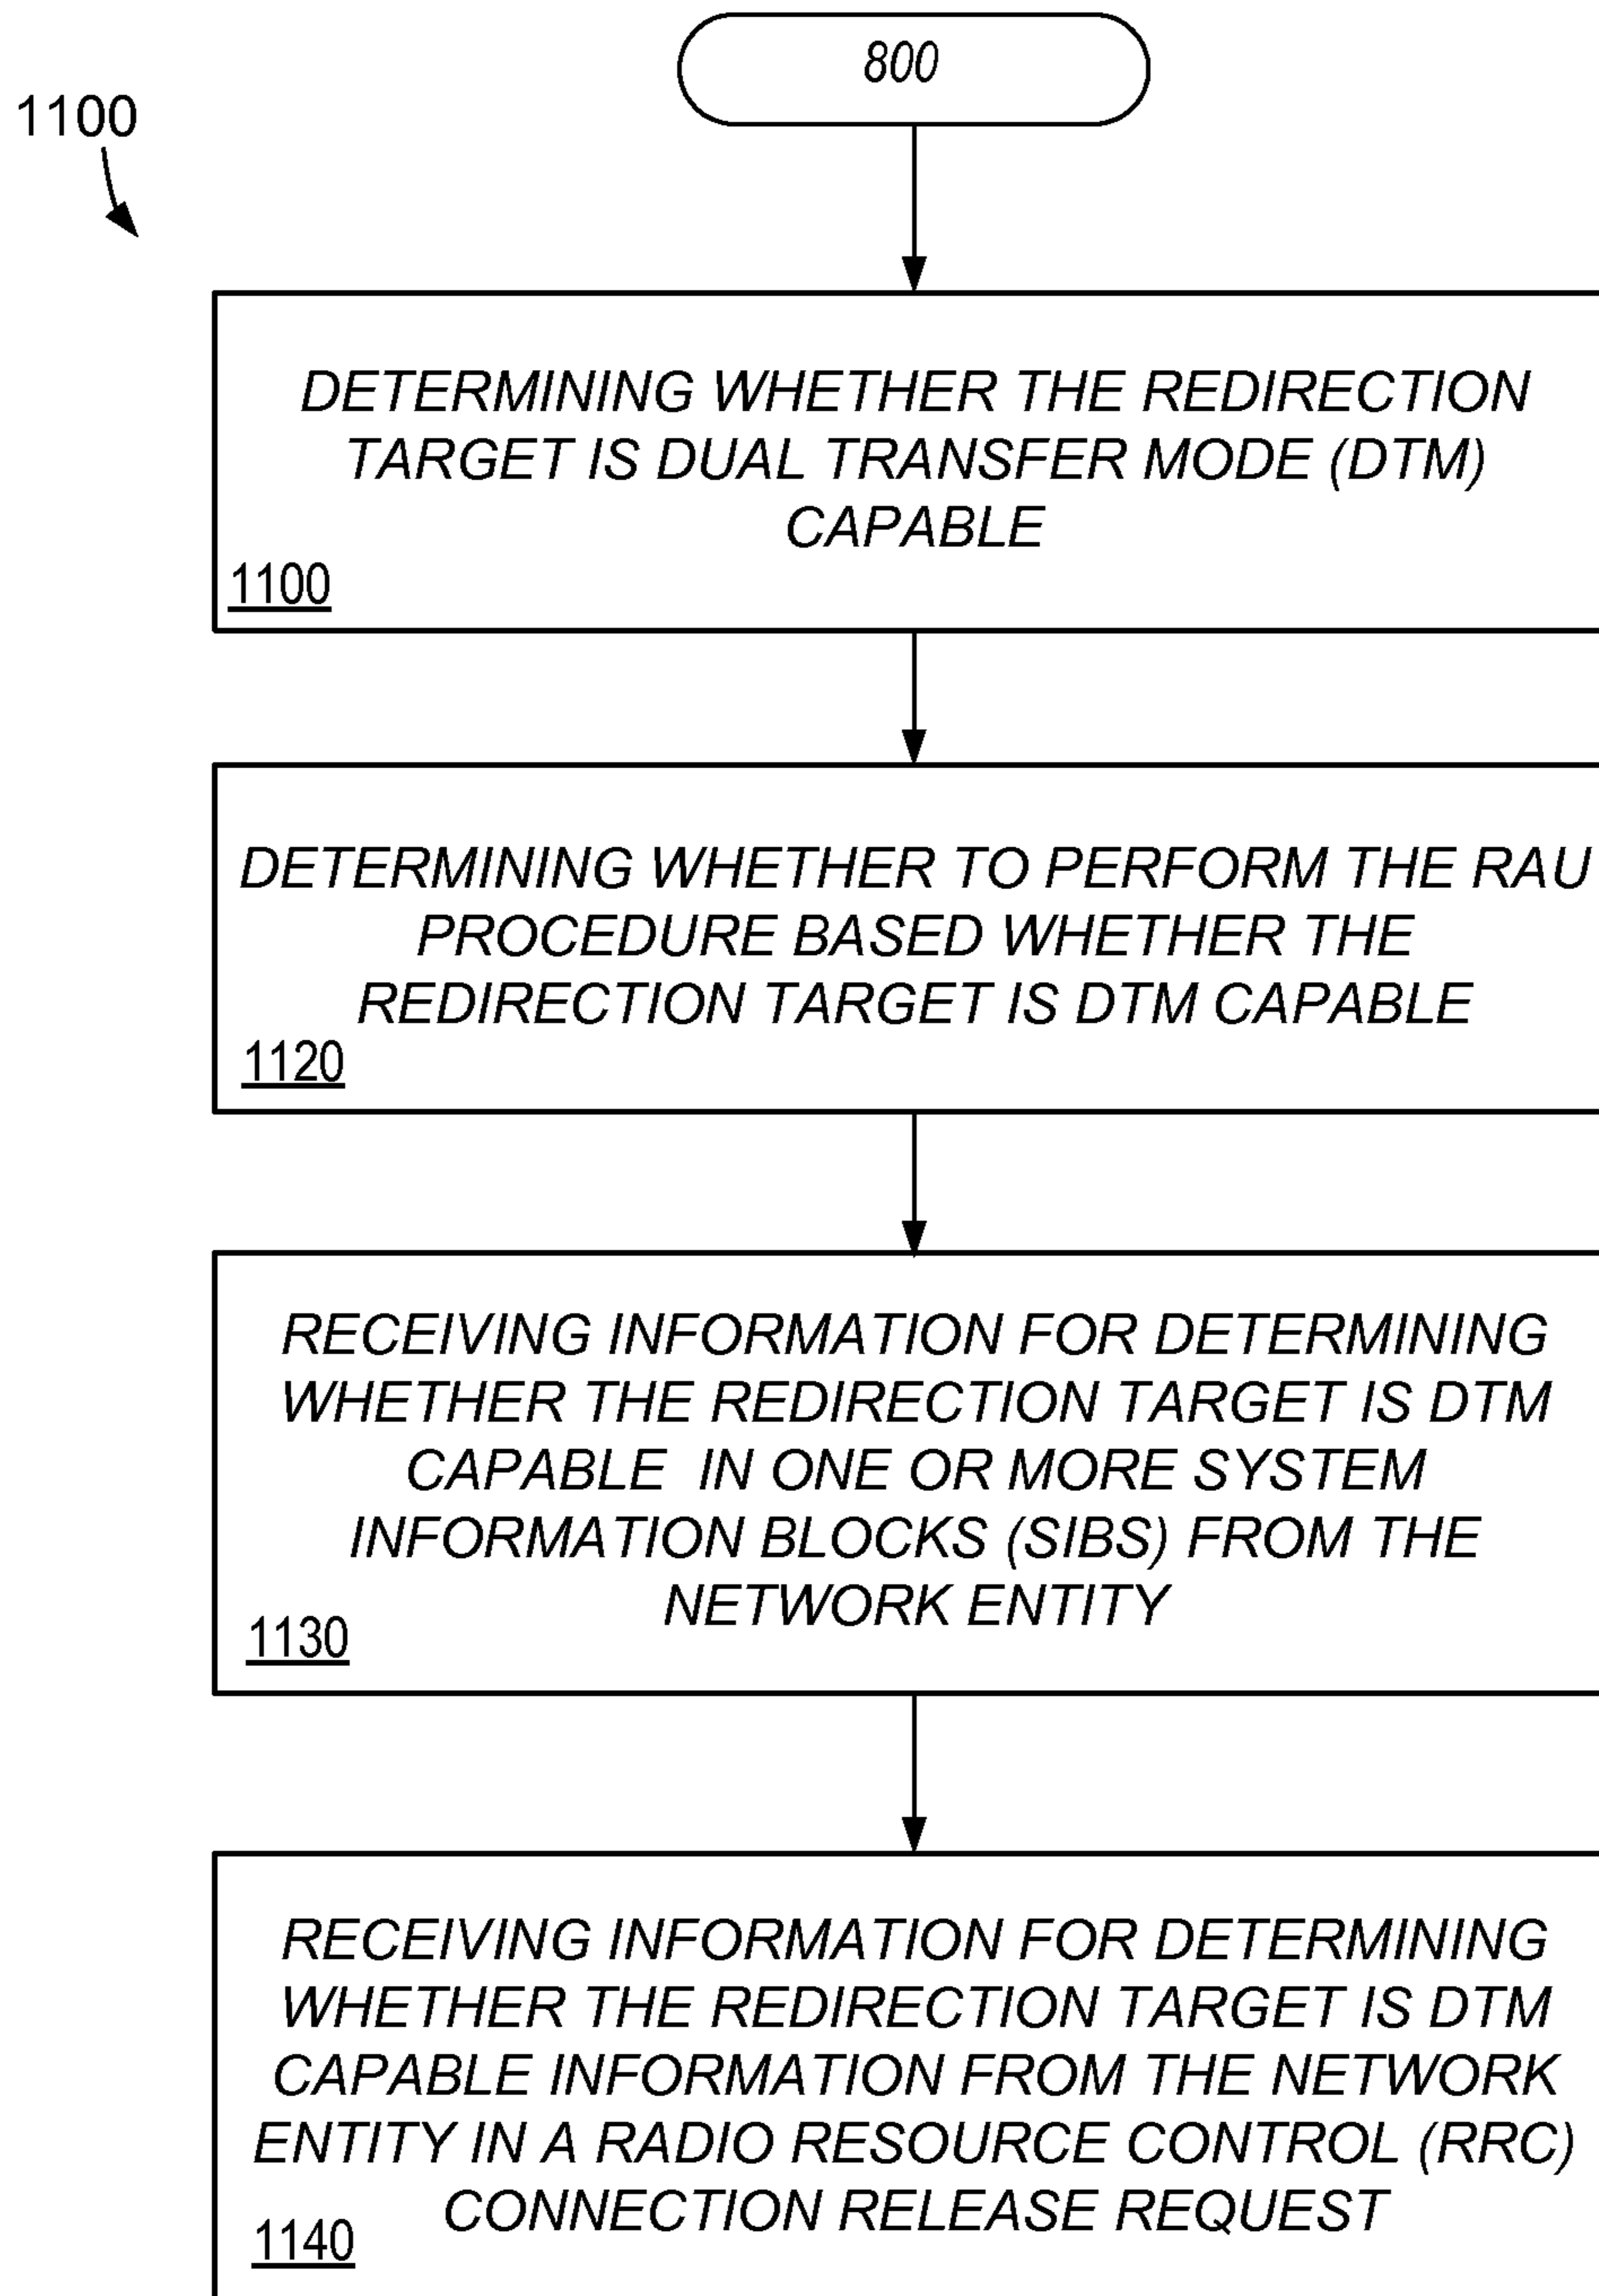 800
1100
DETERMINING WHETHER THE REDIRECTION
TARGET IS DUAL TRANSFER MODE (DTM)
CAPABLE
1100
DETERMINING WHETHER TO PERFORM THE RAU
PROCEDURE BASED WHETHER THE
REDIRECTION TARGET IS DTM CAPABLE
1120
RECEIVING INFORMATION FOR DETERMINING
WHETHER THE REDIRECTION TARGET IS DTM
CAPABLE IN ONE OR MORE SYSTEM
INFORMATION BLOCKS (SIBS) FROM THE
NETWORK ENTITY
1130
RECEIVING INFORMATION FOR DETERMINING
WHETHER THE REDIRECTION TARGET IS DTM
CAPABLE INFORMATION FROM THE NETWORK
ENTITY IN A RADIO RESOURCE CONTROL (RRC)
CONNECTION RELEASE REQUEST
1140